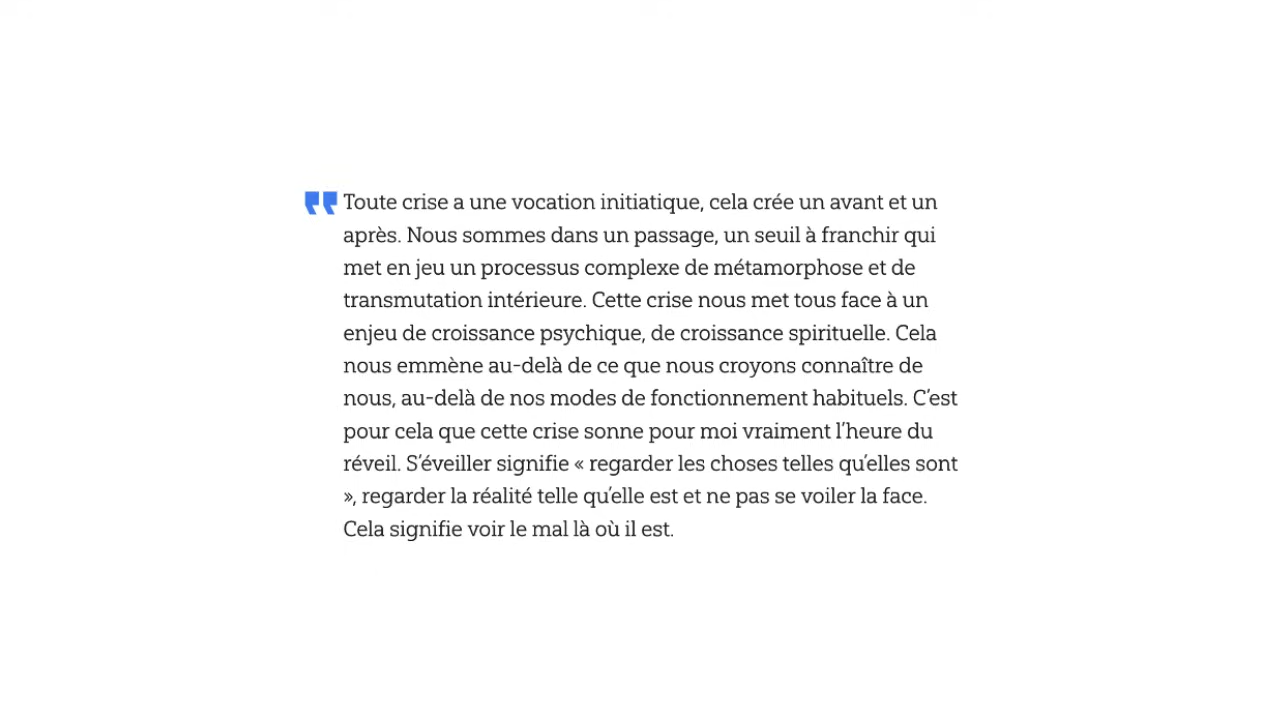 Toute crise a une vocation initiatique, cela crée un avant et un
après. Nous sommes dans un passage, un seuil à franchir qui
met en jeu un processus complexe de métamorphose et de
transmutation intérieure. Cette crise nous met tous face à un
enjeu de croissance psychique, de croissance spirituelle. Cela
nous emmène au-delà de ce que nous croyons connaître de
nous, au-delà de nos modes de fonctionnement habituels. C’est
pour cela que cette crise sonne pour moi vraiment l’heure du
réveil. S’éveiller signifie « regarder les choses telles qu’elles sont
», regarder la réalité telle qu’elle est et ne pas se voiler la face.
Cela signifie voir le mal là où il est.